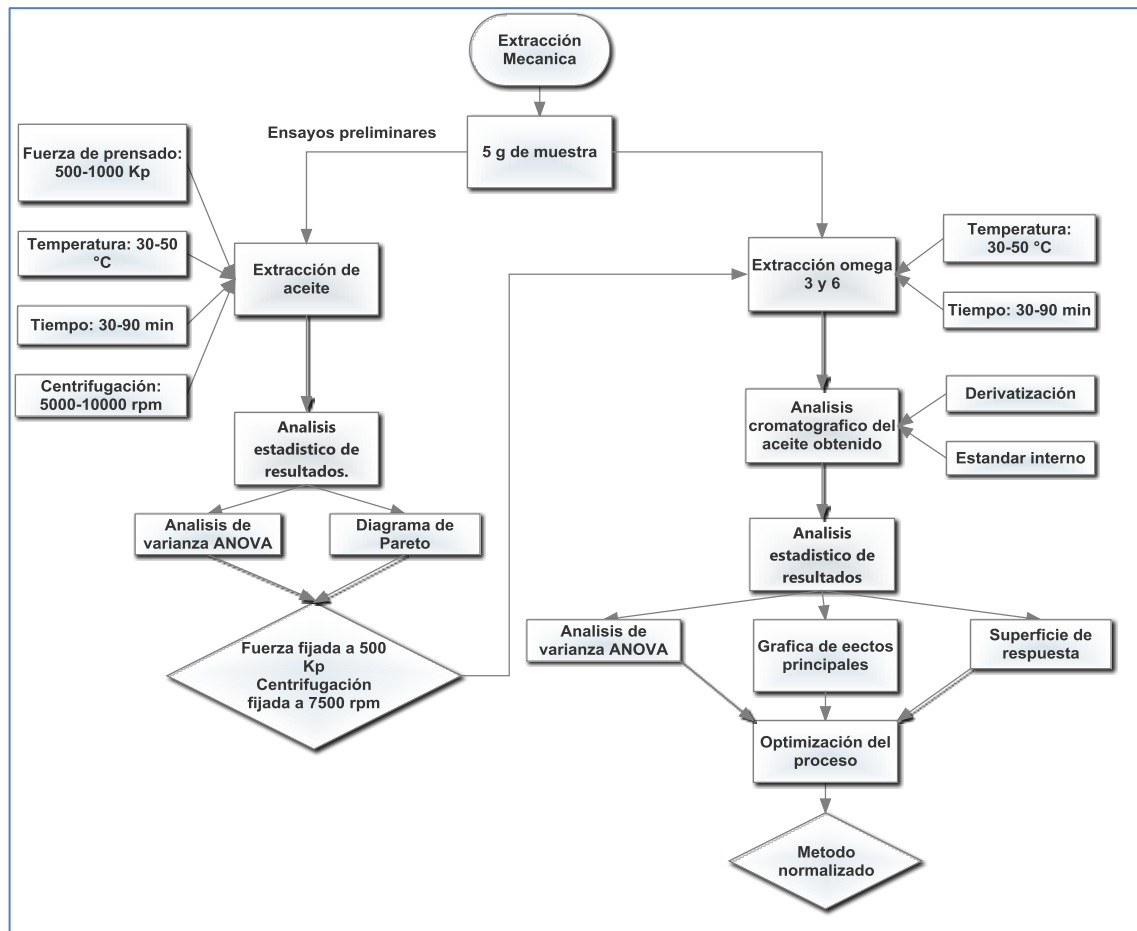 Extracción
Mecanica
Ensayos preliminares
5 g de muestra
Fuerza de prensado:
500-1000 Kp
Temperatura: 30-50
°C
Tiempo: 30-90 min
Centrifugación:
5000-10000 rpm
Extracción de
aceite
Analisis
estadistico de
resultados.
Analisis de
varianza ANOVA
Diagrama de
Pareto
Fuerza fijada a 500
Kp
Centrifugación
fijada a 7500 rpm
Extracción omega
3 y 6
Temperatura:
30-50 °C
Tiempo: 30-90 min
Analisis
cromatografico del
aceite obtenido
Derivatización
Estandar interno
Analisis
estadistico de
resultados
Analisis de
varianza ANOVA
Grafica de eectos
principales
Superficie de
respuesta
Optimización del
proceso
Metodo
normalizado